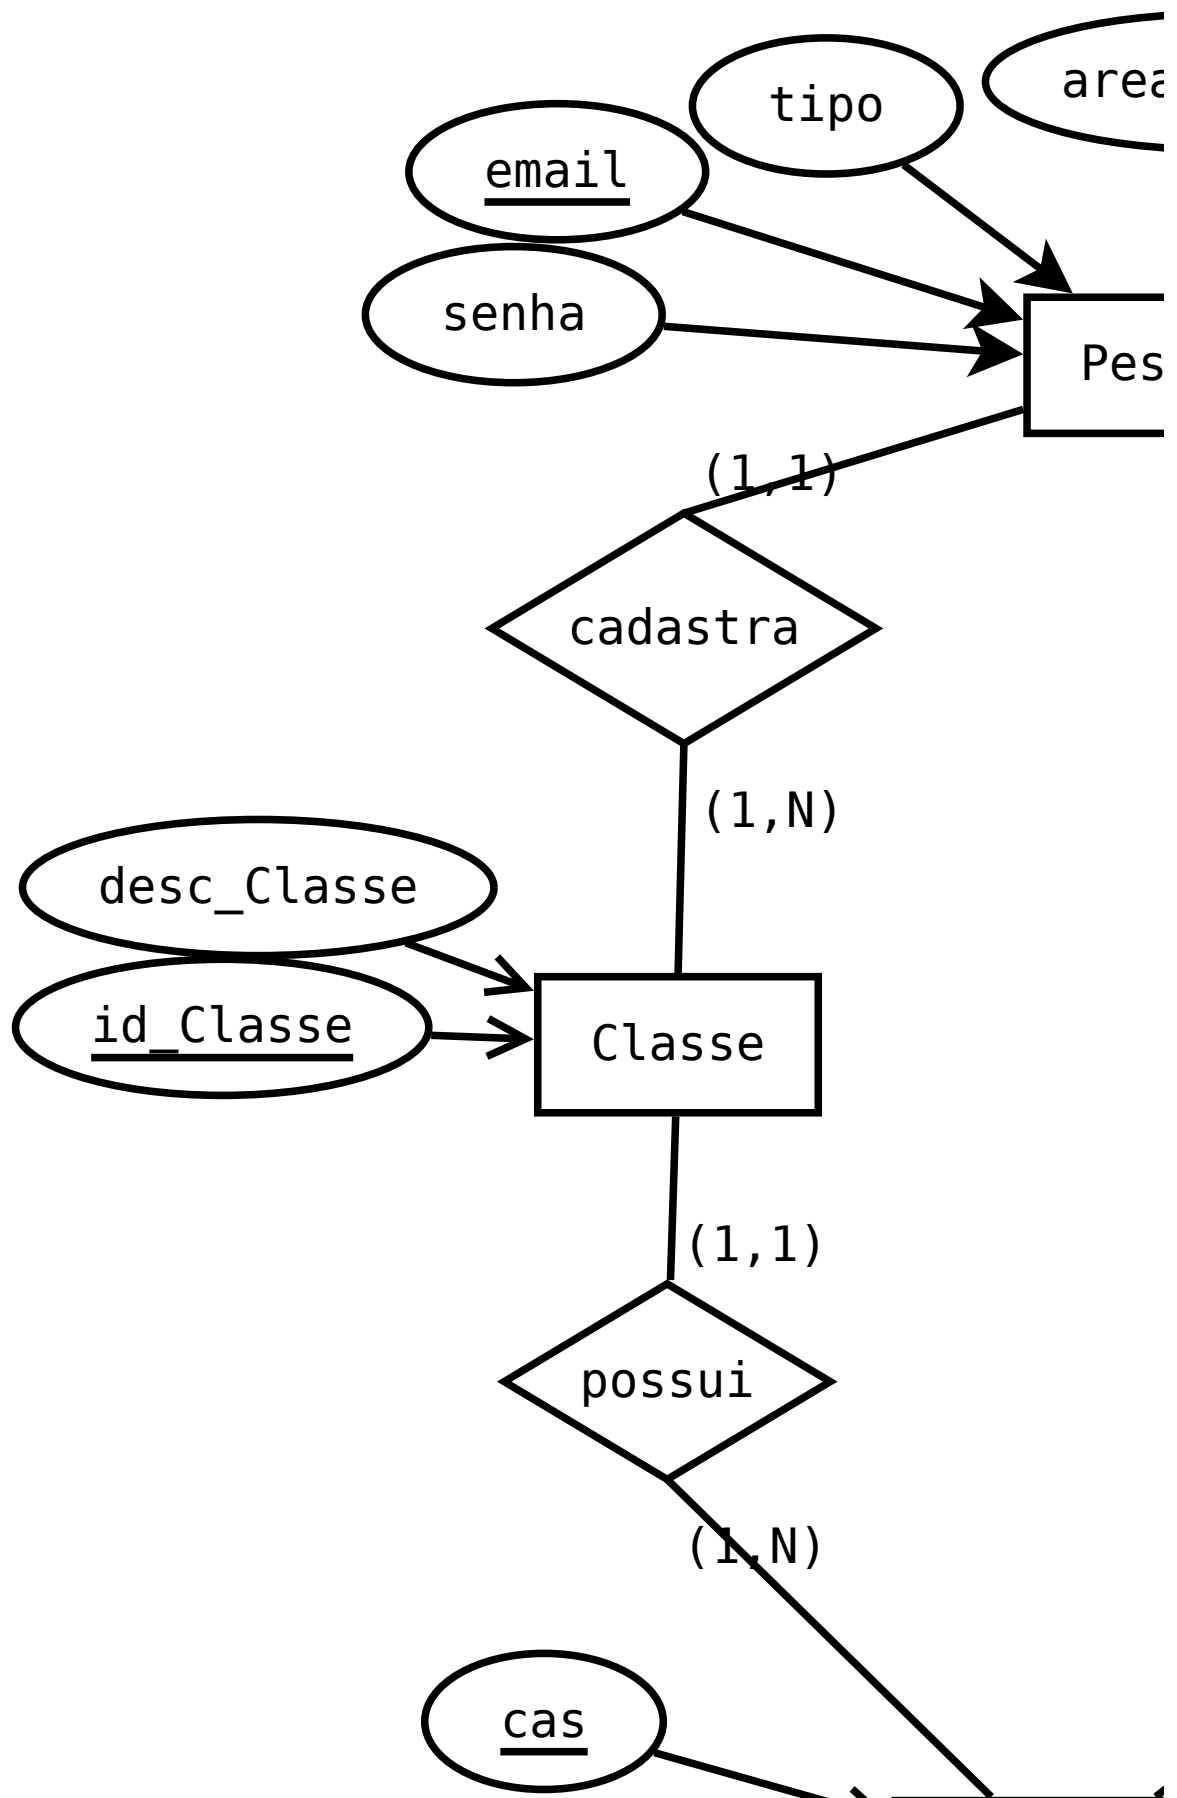 tipo
area
email
senha
Pes
(1,1)
cadastra
(1,N)
desc_Classe
id_Classe
Classe
(1,1)
possui
(1,N)
cas